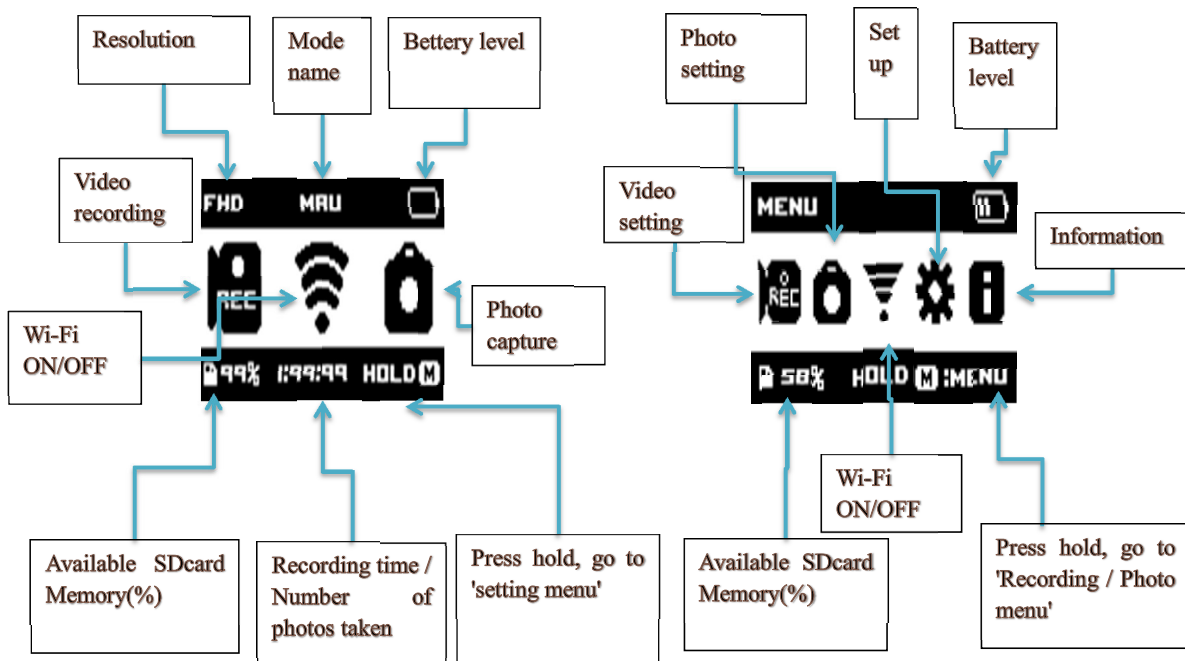 Resolution
Mode
name
Bettery level
Photo
setting
Set
up
Battery
level
Video
recording
FHD MAU
REC
Wi-Fi
ON/OFF
Photo
capture
99% 1:99:99 HOLD M
Video
setting
MENU
REC
Information
58% HOLD M :MENU
Wi-Fi
ON/OFF
Available SDcard
Memory(%)
Recording time /
Number of
photos taken
Press hold, go to
'setting menu'
Available SDcard
Memory(%)
Press hold, go to
'Recording / Photo
menu'